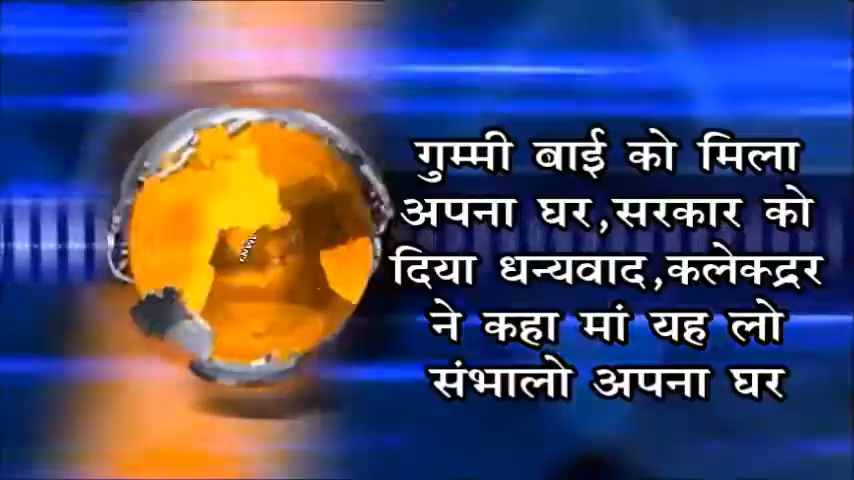 गुम्मी बाई को मिला
अपना घर,सरकार को
दिया धन्यवाद,कलेक्द्रर
ने कहा मां यह लो
संभालो अपना घर